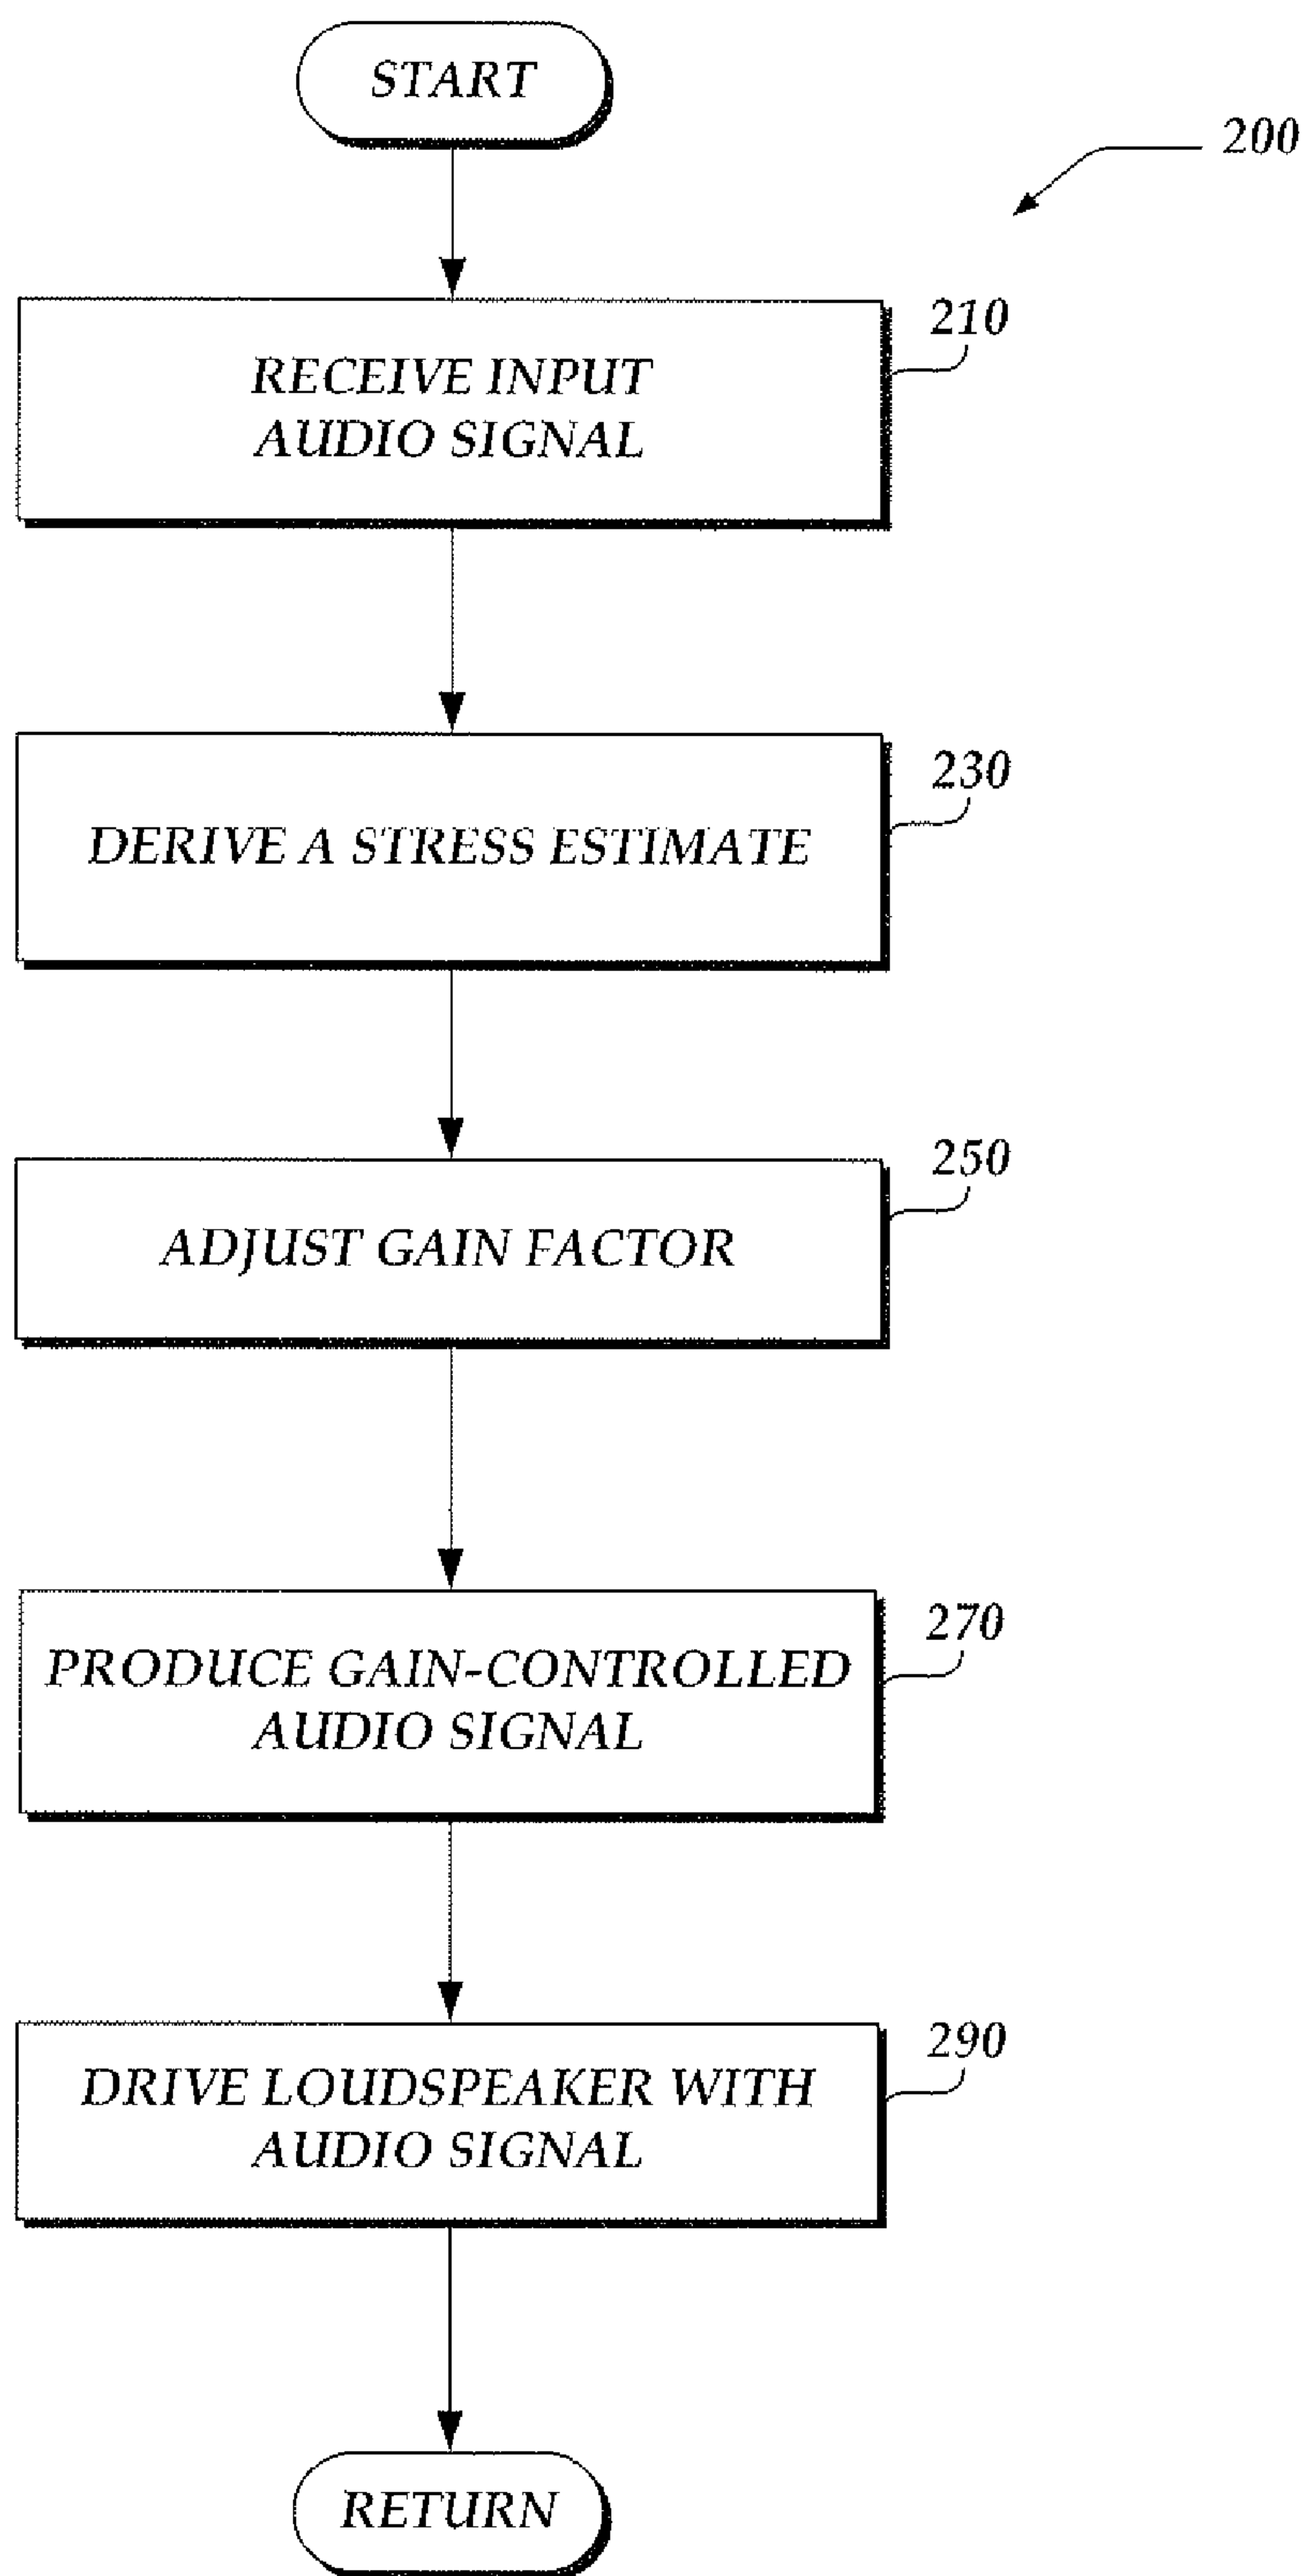 START
200
210
RECEIVE INPUT
AUDIO SIGNAL
230
DERIVE A STRESS ESTIMATE
250
ADJUST GAIN FACTOR
270
PRODUCE GAIN-CONTROLLED
AUDIO SIGNAL
290
DRIVE LOUDSPEAKER WITH
AUDIO SIGNAL
RETURN